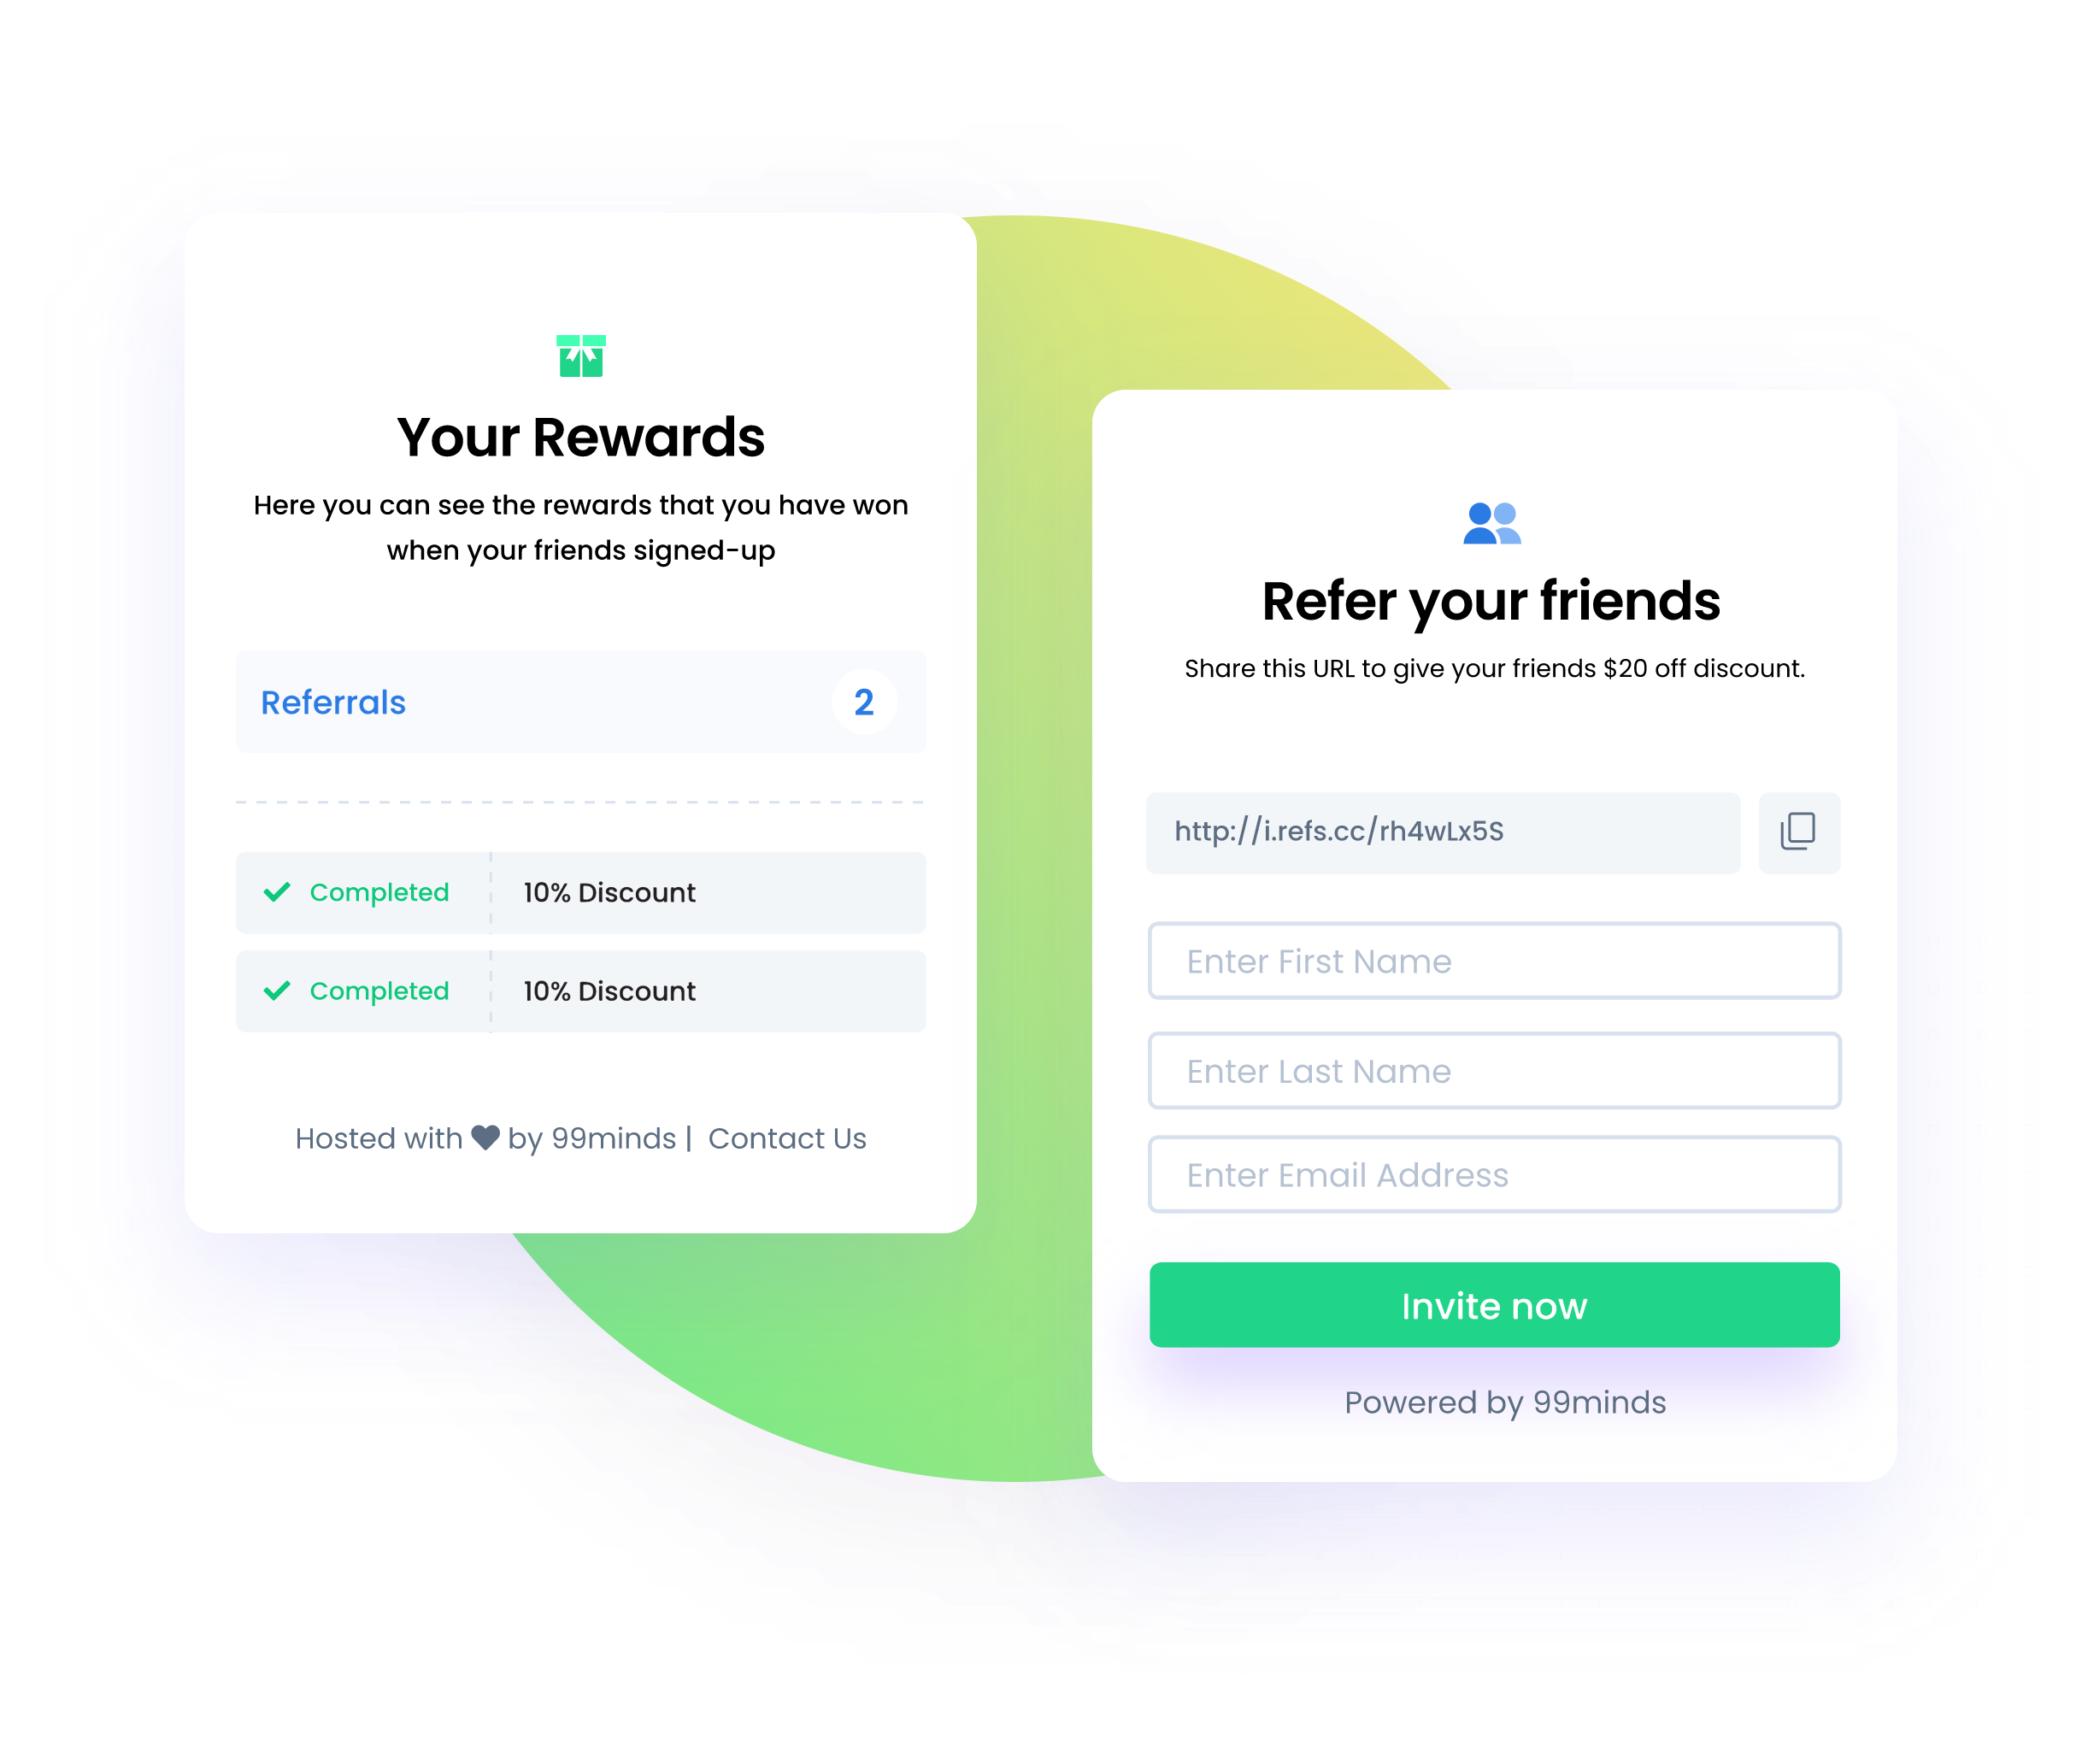 Your Rewards
Here you can see the rewards that you have won
when your friends signed-up
Referrals 2
Completed 10% Discount
Completed 10% Discount
Hosted with by 99minds | Contact Us
Refer your friends
Share this URL to give your friends $20 off discount.
http://i.refs.cc/rh4wLx5S
Enter First Name
Enter Last Name
Enter Email Address
Invite now
Powered by 99minds